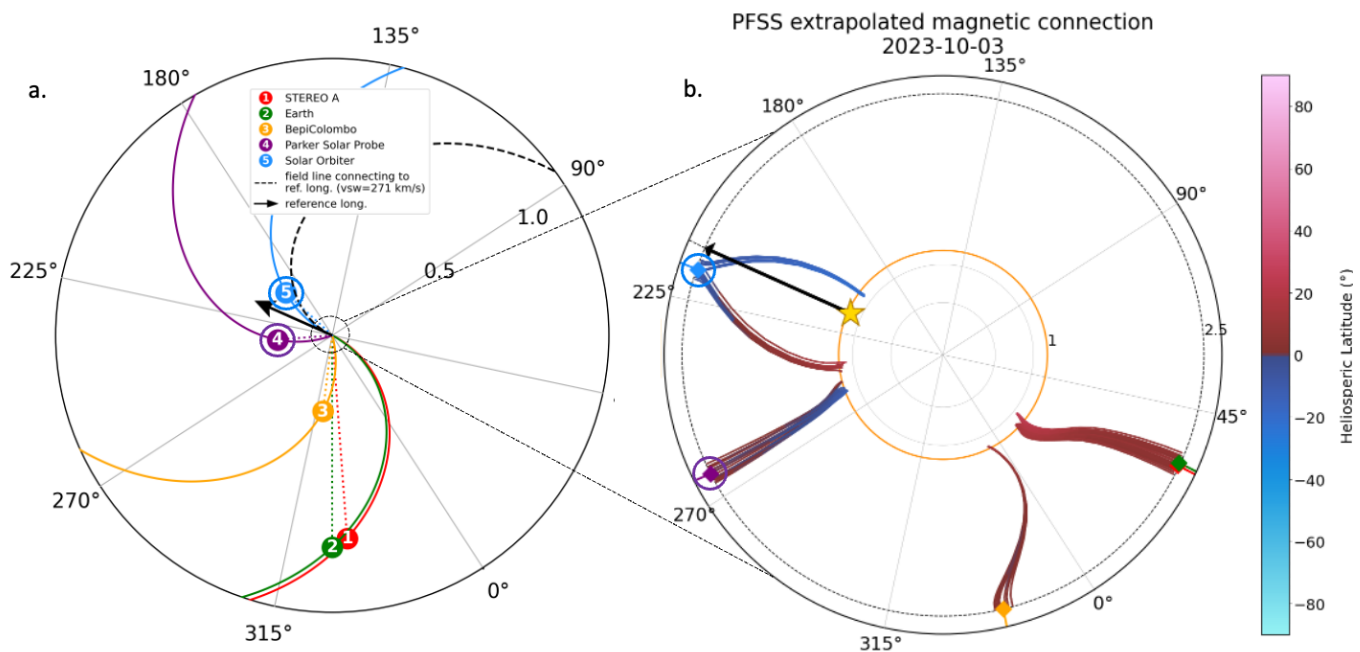 a.
135°
180°
1 STEREO A
2 Earth
3 BepiColombo
4 Parker Solar Probe
5 Solar Orbiter
field line connecting to
ref. long. (vsw=271 km/s)
reference long.
90°
1.0
0.5
225°
5
4
3
270°
2
1
0°
315°
PFSS extrapolated magnetic connection
2023-10-03
b.
135°
180°
90°
225°
1
2.5
45°
270°
0°
315°
80
60
40
20
0
−20
−40
−60
−80
Heliospheric Latitude (°)